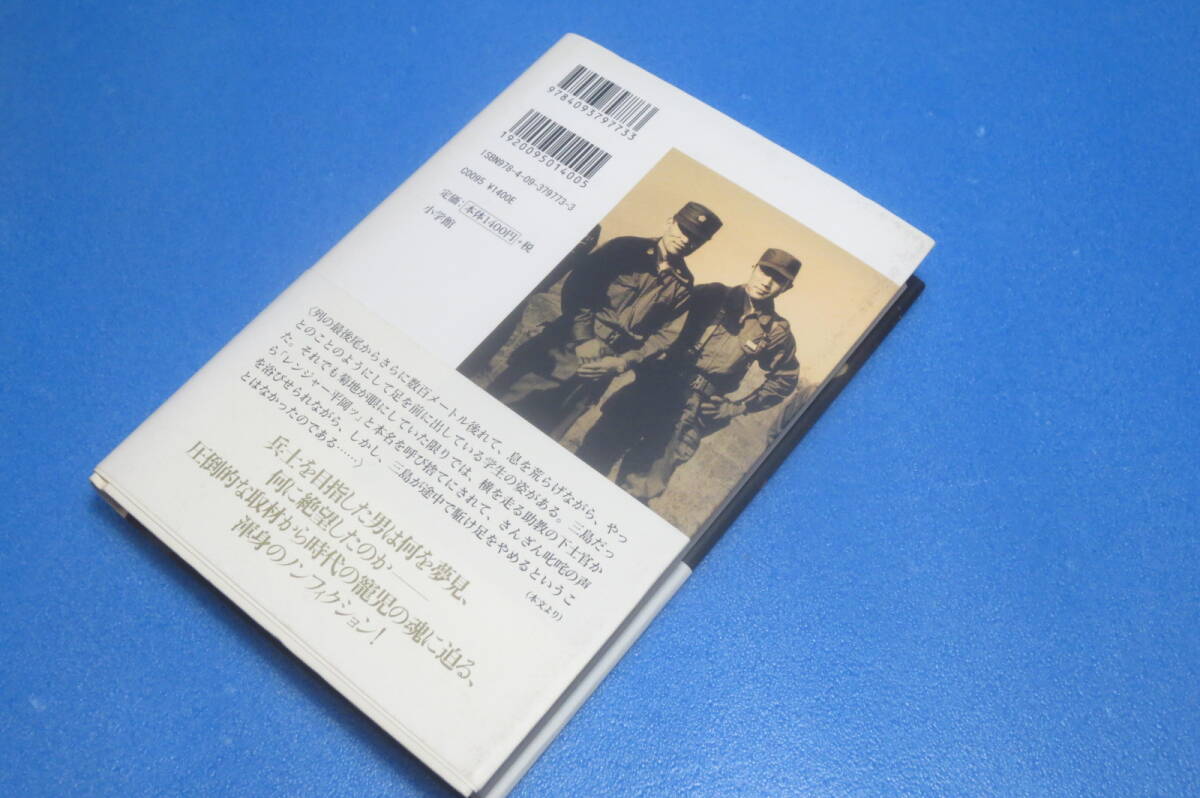 9784093797733
1920095014005
ISBN978-4-09-379773-3
C0095 ¥1400E
定価:本体1400円+税
小学館
〈列の最後尾からさらに数百メートル後れて、息を荒らげながら、やっ
とのことのようにして足を前に出している学生の姿がある。三島だっ
た。それでも菊地が眼にしていた限りでは、横を走る助教の下士官か
ら「レンジャー平岡ッ」と本名を呼び捨てにされて、さんざん叱咤の声
を浴びせられながら、しかし、三島が途中で駆け足をやめるというこ
とはなかったのである……〉
(本文より)
兵士を目指した男は何を夢見、
何に絶望したのか――
圧倒的な取材から時代の寵児の魂に迫る、
渾身のノンフィクション!